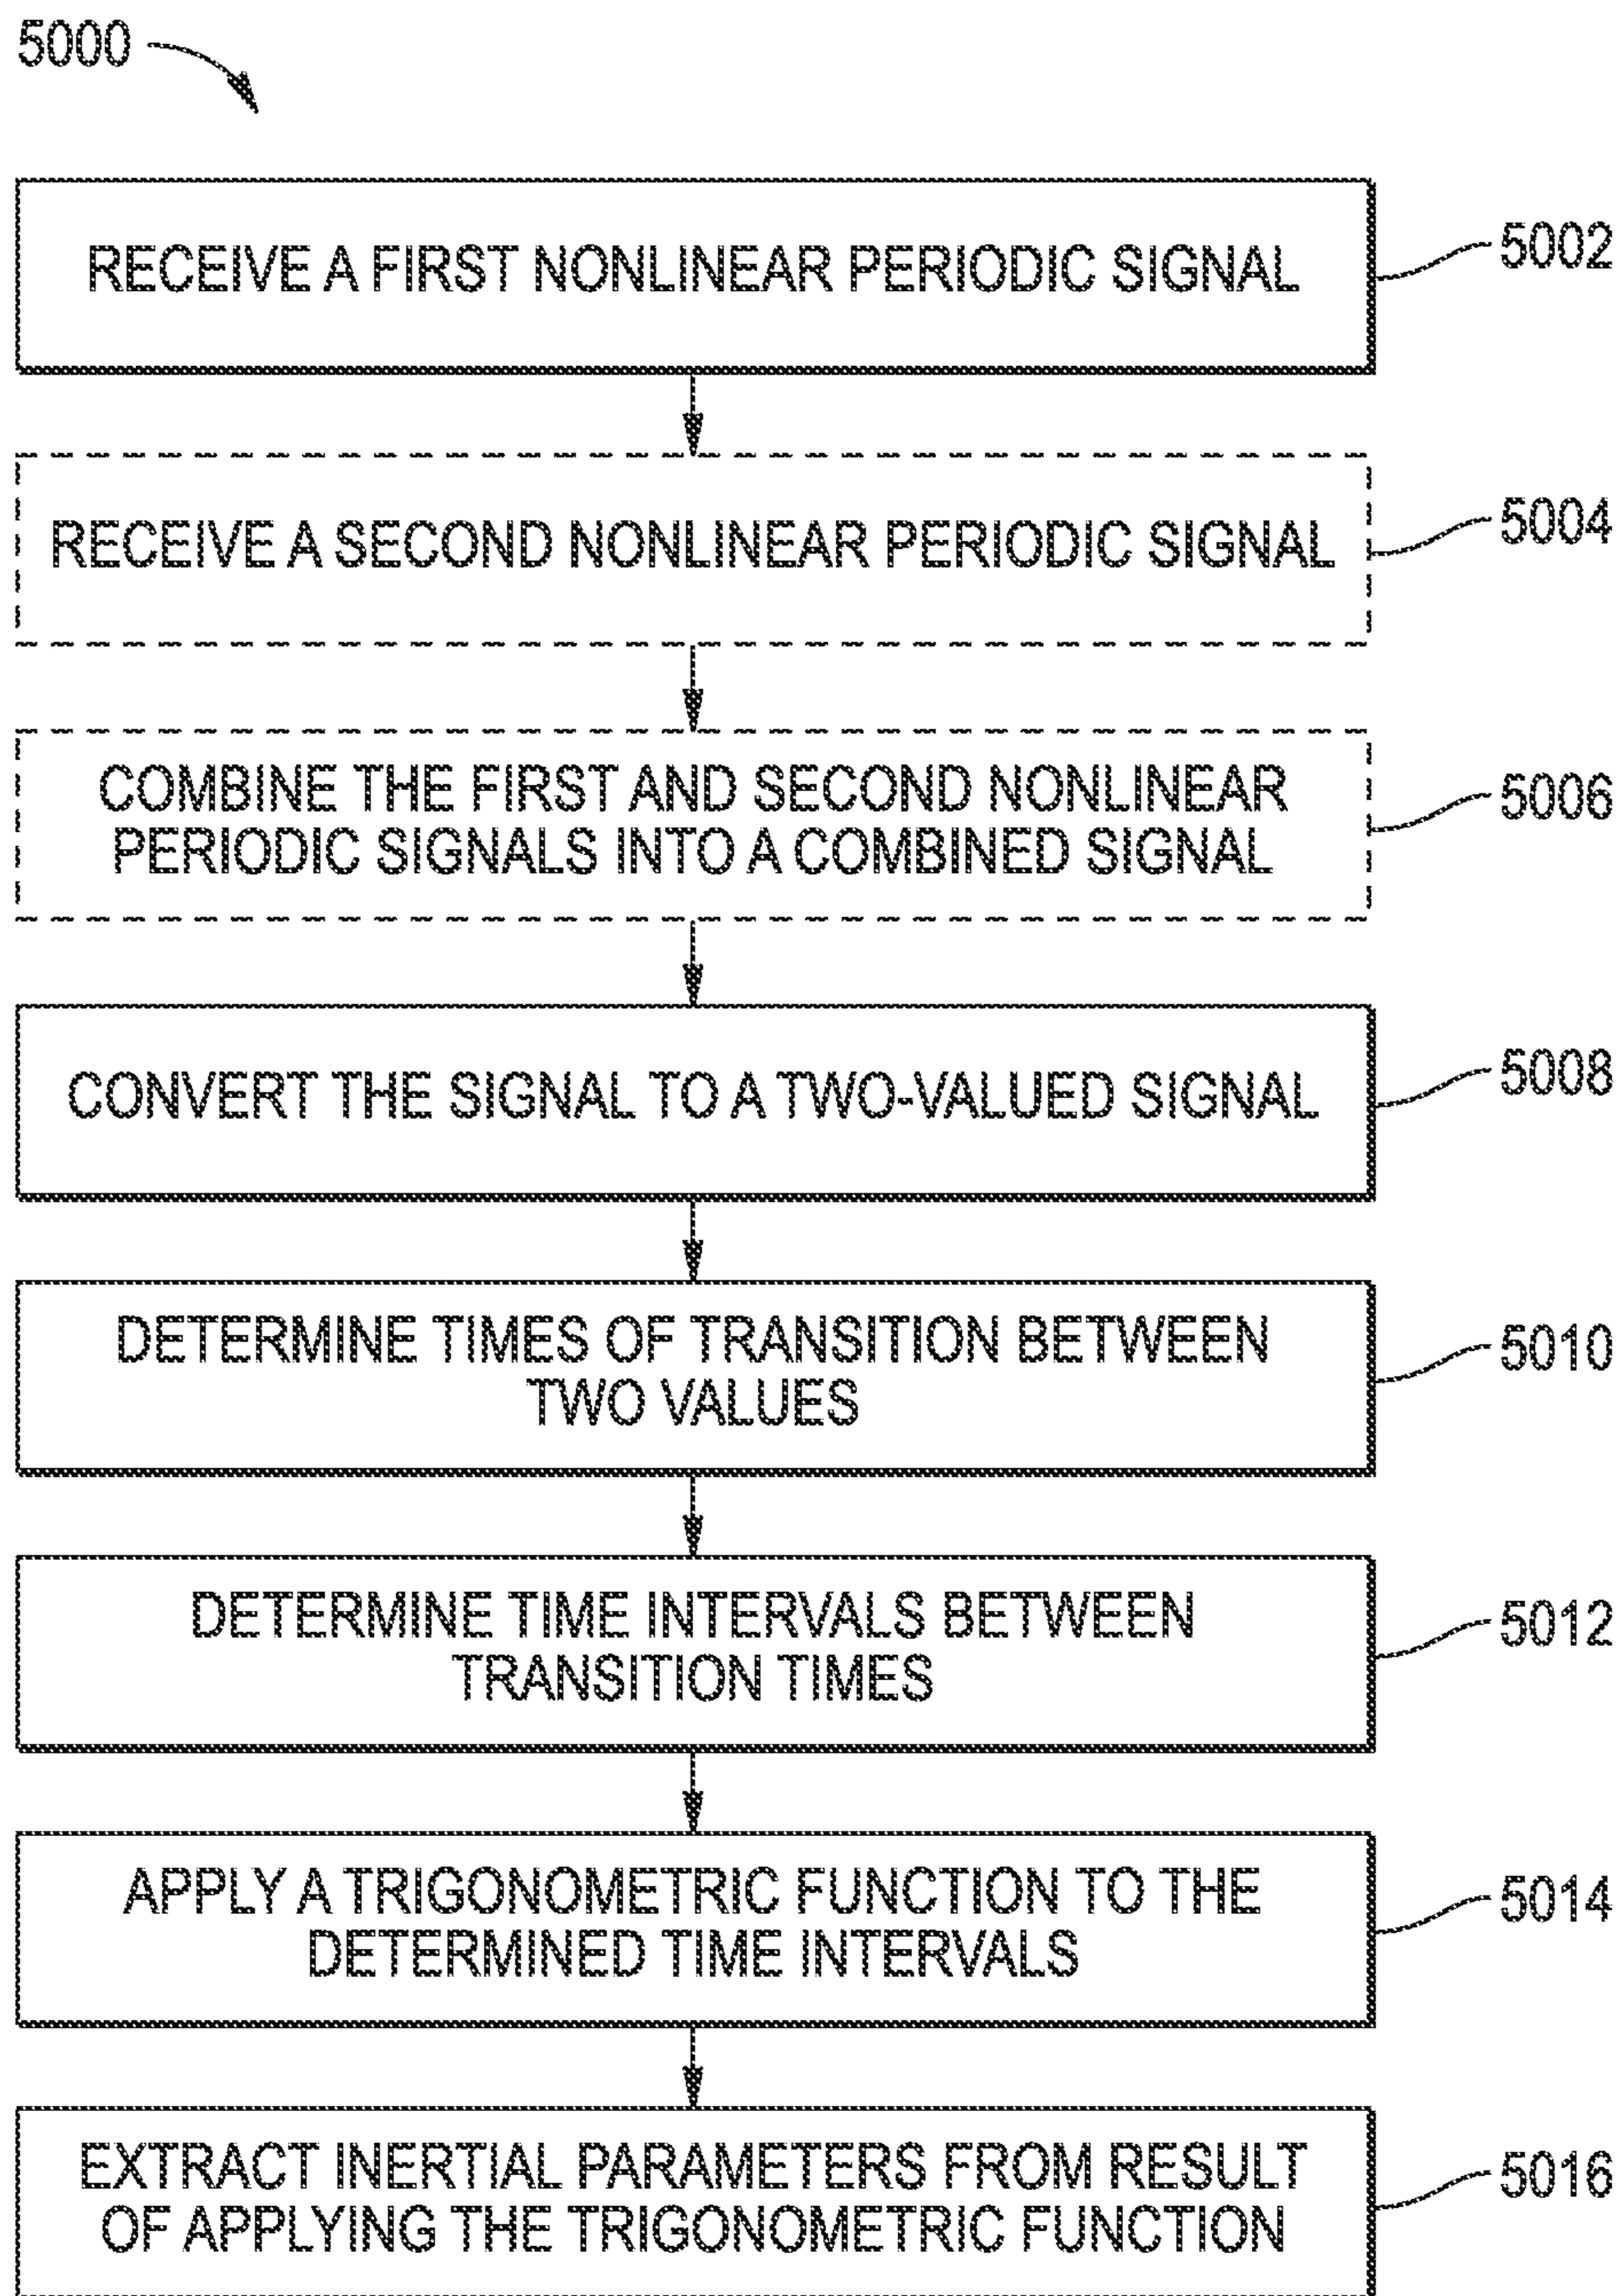 5000
RECEIVE A FIRST NONLINEAR PERIODIC SIGNAL
5002
RECEIVE A SECOND NONLINEAR PERIODIC SIGNAL
5004
COMBINE THE FIRST AND SECOND NONLINEAR
PERIODIC SIGNALS INTO A COMBINED SIGNAL
5006
CONVERT THE SIGNAL TO A TWO-VALUED SIGNAL
5008
DETERMINE TIMES OF TRANSITION BETWEEN
TWO VALUES
5010
DETERMINE TIME INTERVALS BETWEEN
TRANSITION TIMES
5012
APPLY A TRIGONOMETRIC FUNCTION TO THE
DETERMINED TIME INTERVALS
5014
EXTRACT INERTIAL PARAMETERS FROM RESULT
OF APPLYING THE TRIGONOMETRIC FUNCTION
5016